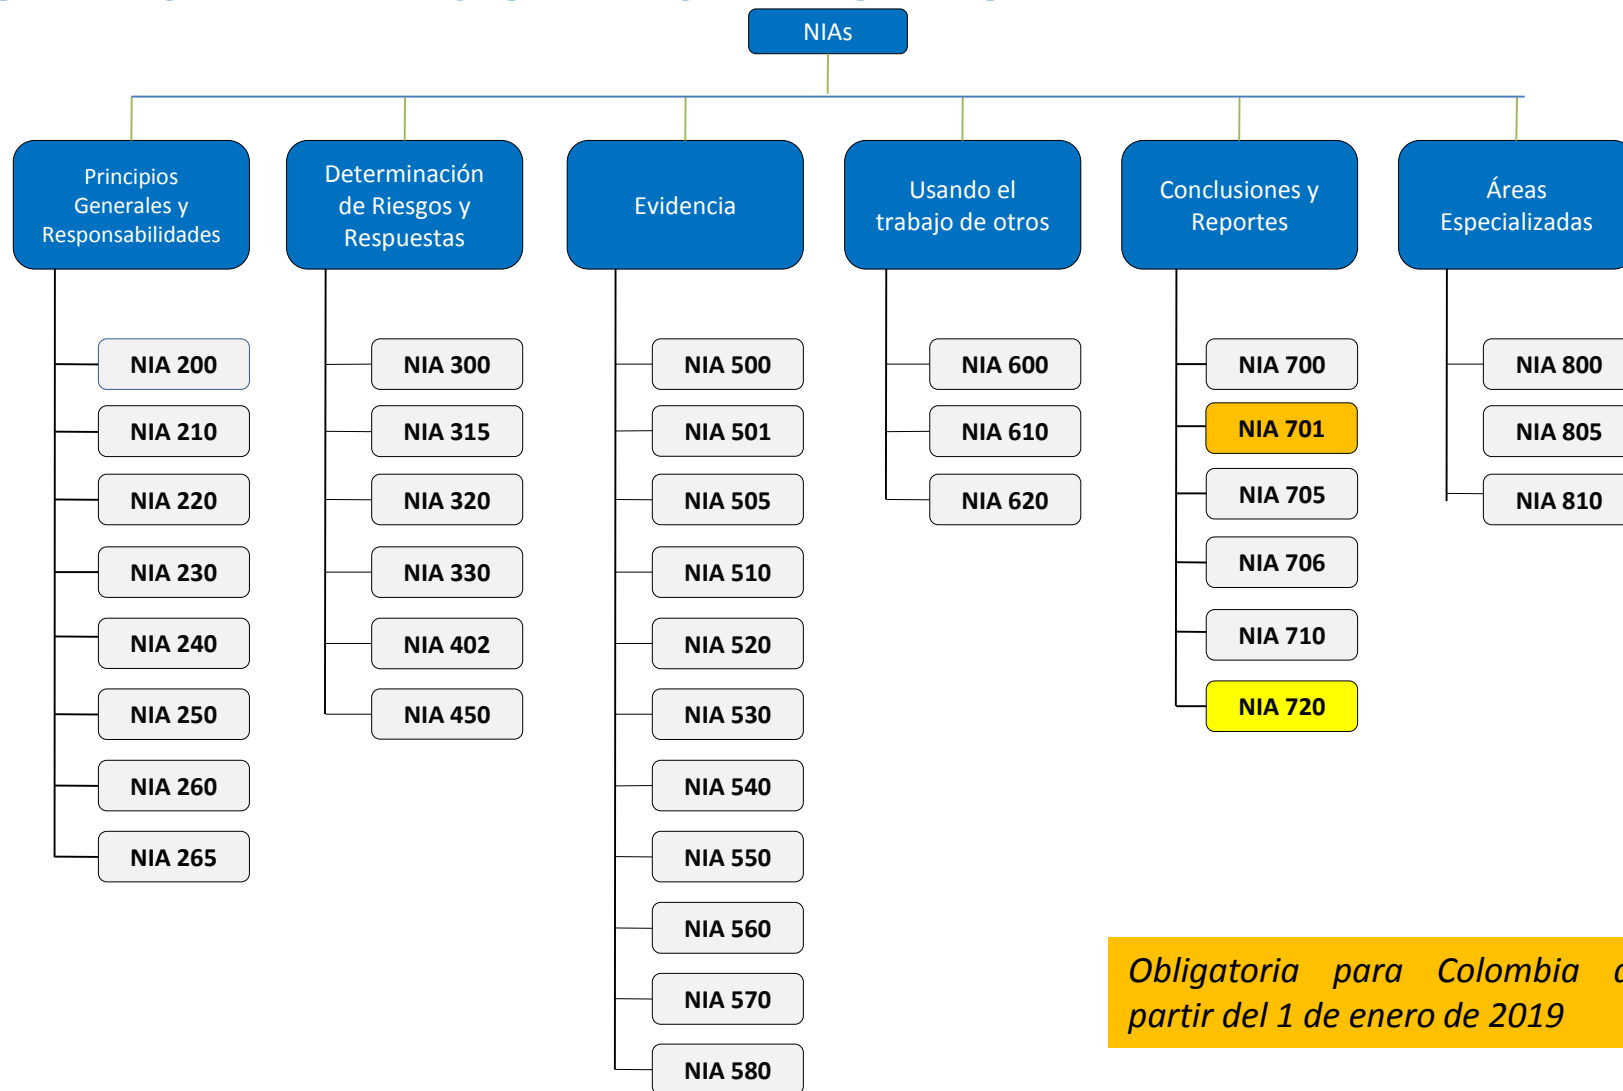 NIAs
Principios
Generales y
Responsabilidades
Determinación
de Riesgos y
Respuestas
Evidencia
Usando el
trabajo de otros
Conclusiones y
Reportes
Áreas
Especializadas
NIA 200
NIA 210
NIA 220
NIA 230
NIA 240
NIA 250
NIA 260
NIA 265
NIA 300
NIA 315
NIA 320
NIA 330
NIA 402
NIA 450
NIA 500
NIA 501
NIA 505
NIA 510
NIA 520
NIA 530
NIA 540
NIA 550
NIA 560
NIA 570
NIA 580
NIA 600
NIA 610
NIA 620
NIA 700
NIA 701
NIA 705
NIA 706
NIA 710
NIA 720
NIA 800
NIA 805
NIA 810
Obligatoria para Colombia a
partir del 1 de enero de 2019